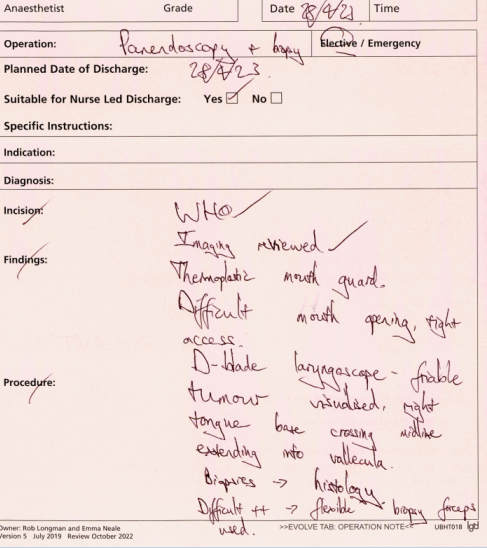 Anaesthetist Grade Date 28/4/23 Time
Operation: Panendoscopy + biopsy Elective / Emergency
Planned Date of Discharge: 28/4/23.
Suitable for Nurse Led Discharge: Yes ☑ No ☐
Specific Instructions:
Indication:
Diagnosis:
Incision: WHO ✓
Imaging reviewed ✓
Findings: Thermoplastic mouth guard.
Difficult mouth opening, tight
access.
D-blade laryngoscope - friable
Procedure: tumour visualised, right
tongue base crossing midline
extending into vallecula.
Biopsies → histology
Difficult ++ → flexible biopsy forceps
used.
Owner: Rob Longman and Emma Neale >>EVOLVE TAB: OPERATION NOTE<< UBHT018 lgd
Version 5 July 2019 Review October 2022